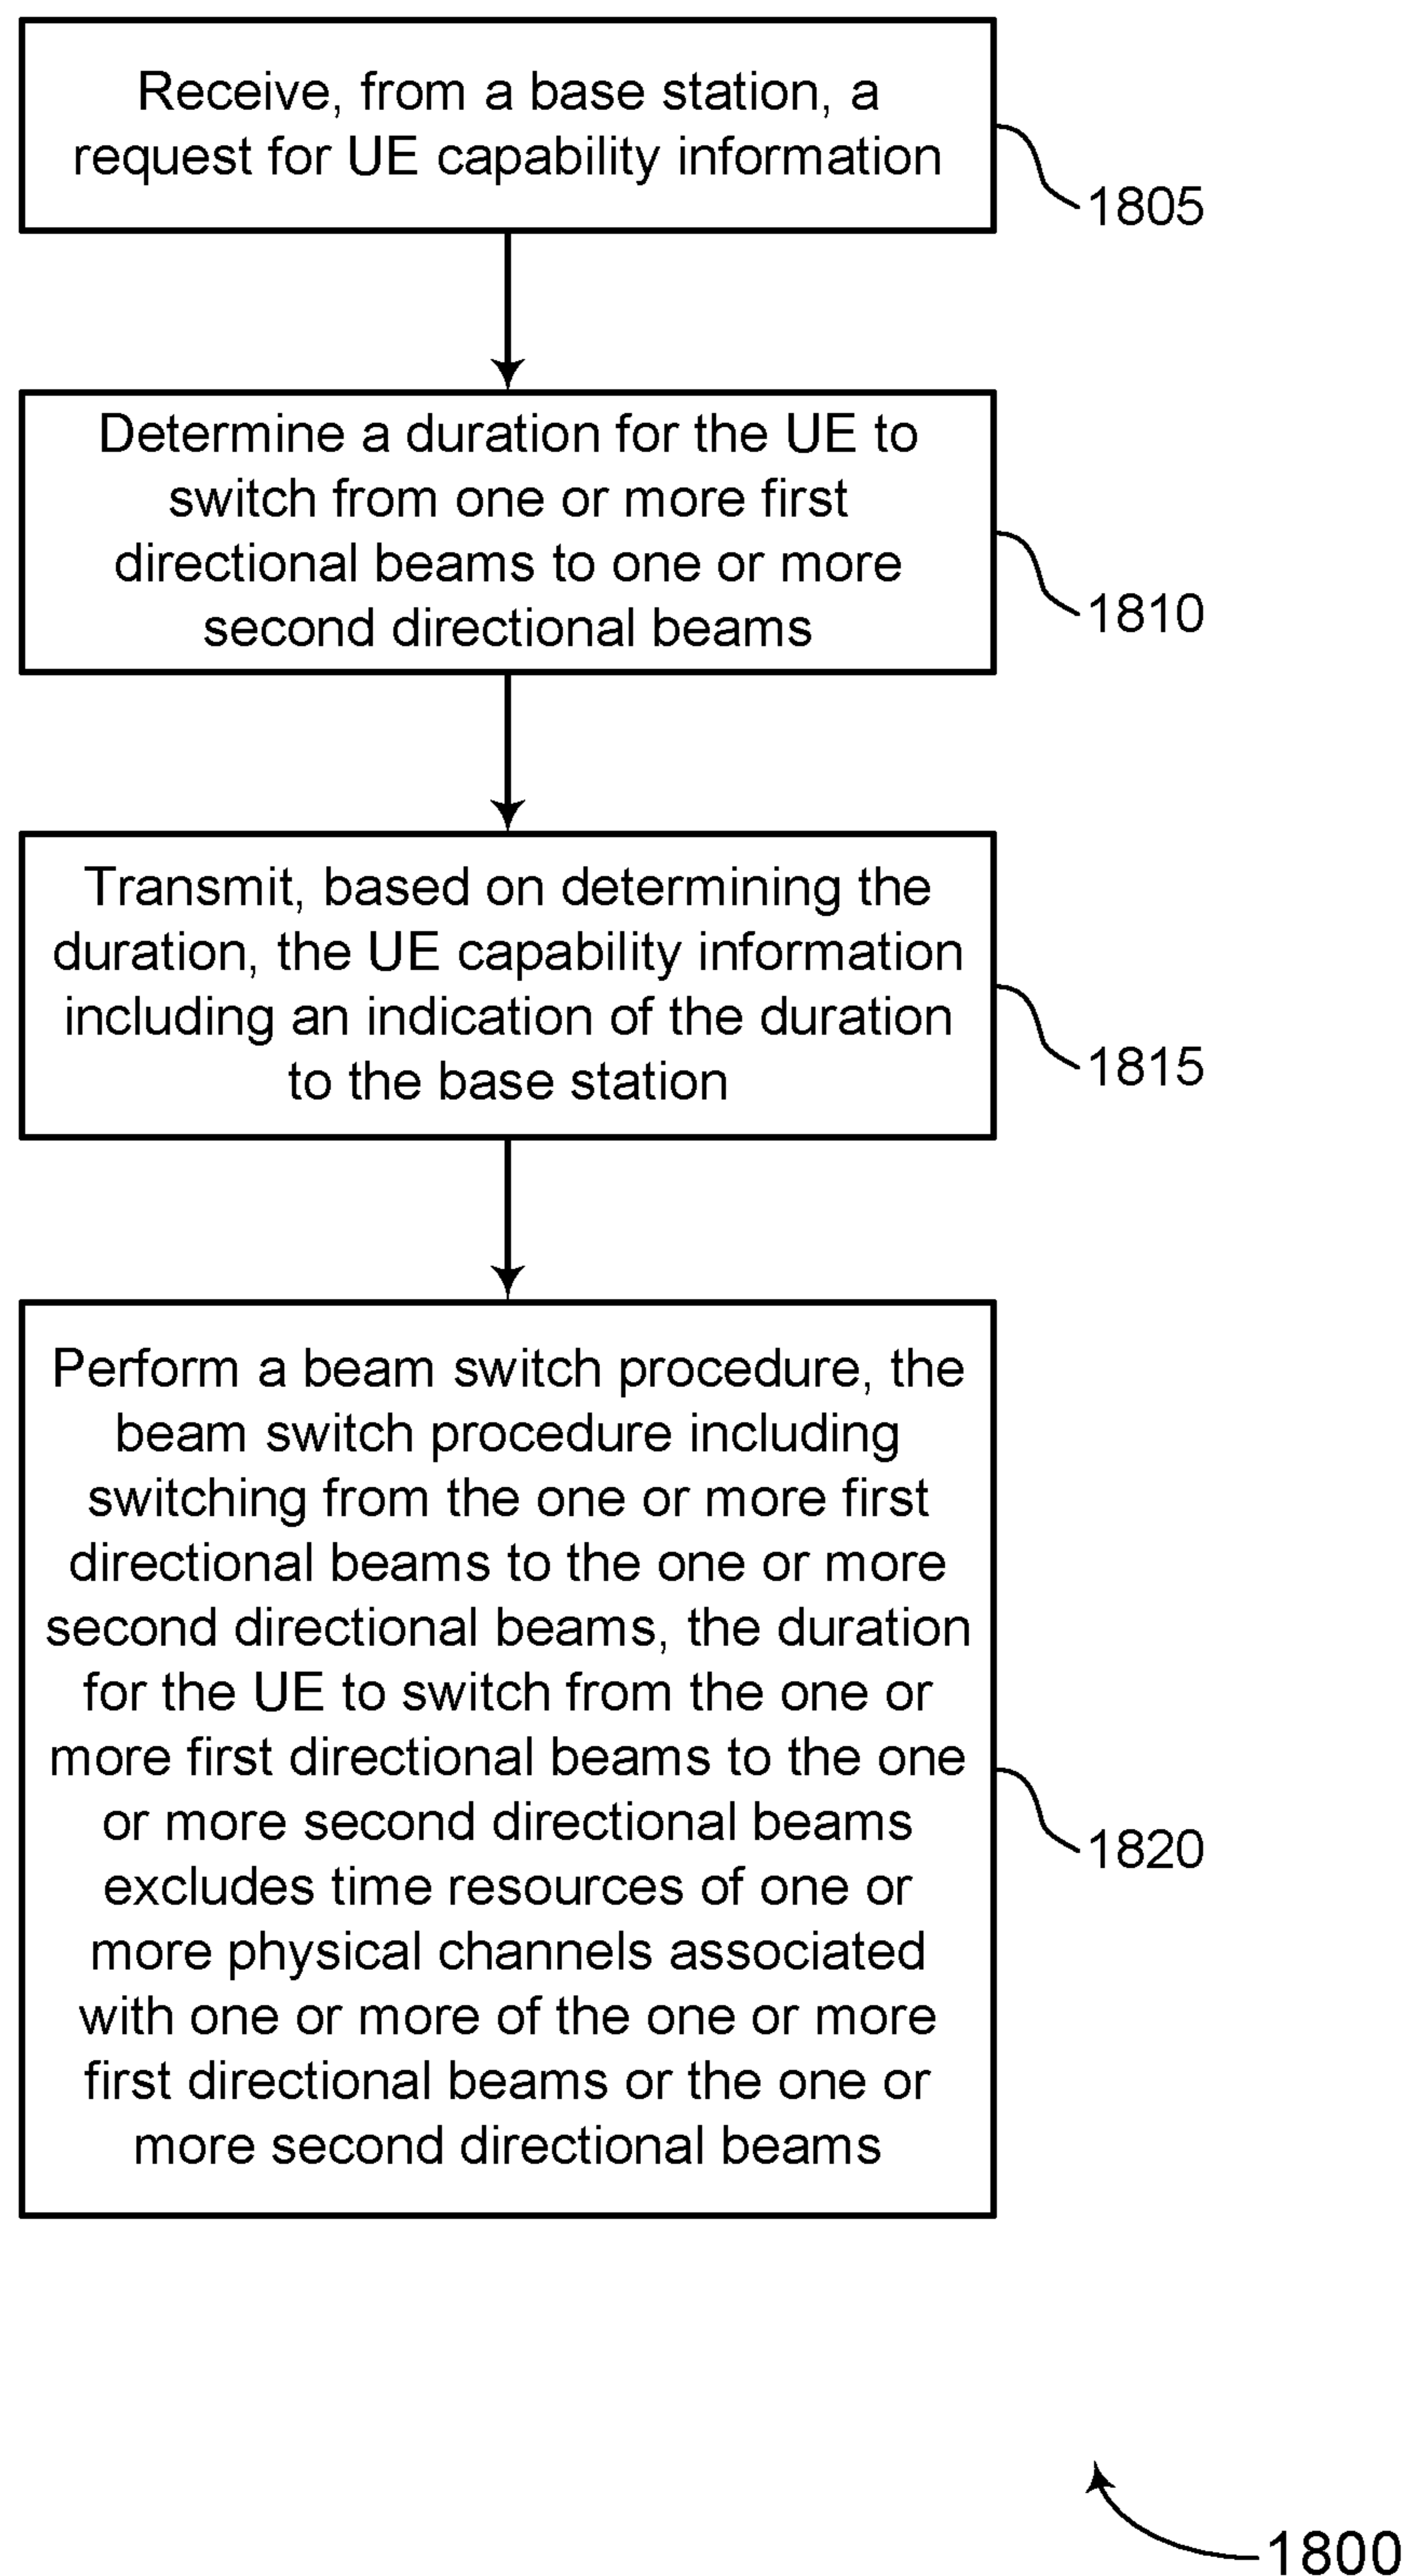 Receive, from a base station, a
request for UE capability information
1805
Determine a duration for the UE to
switch from one or more first
directional beams to one or more
second directional beams
1810
Transmit, based on determining the
duration, the UE capability information
including an indication of the duration
to the base station
1815
Perform a beam switch procedure, the
beam switch procedure including
switching from the one or more first
directional beams to the one or more
second directional beams, the duration
for the UE to switch from the one or
more first directional beams to the one
or more second directional beams
excludes time resources of one or
more physical channels associated
with one or more of the one or more
first directional beams or the one or
more second directional beams
1820
1800